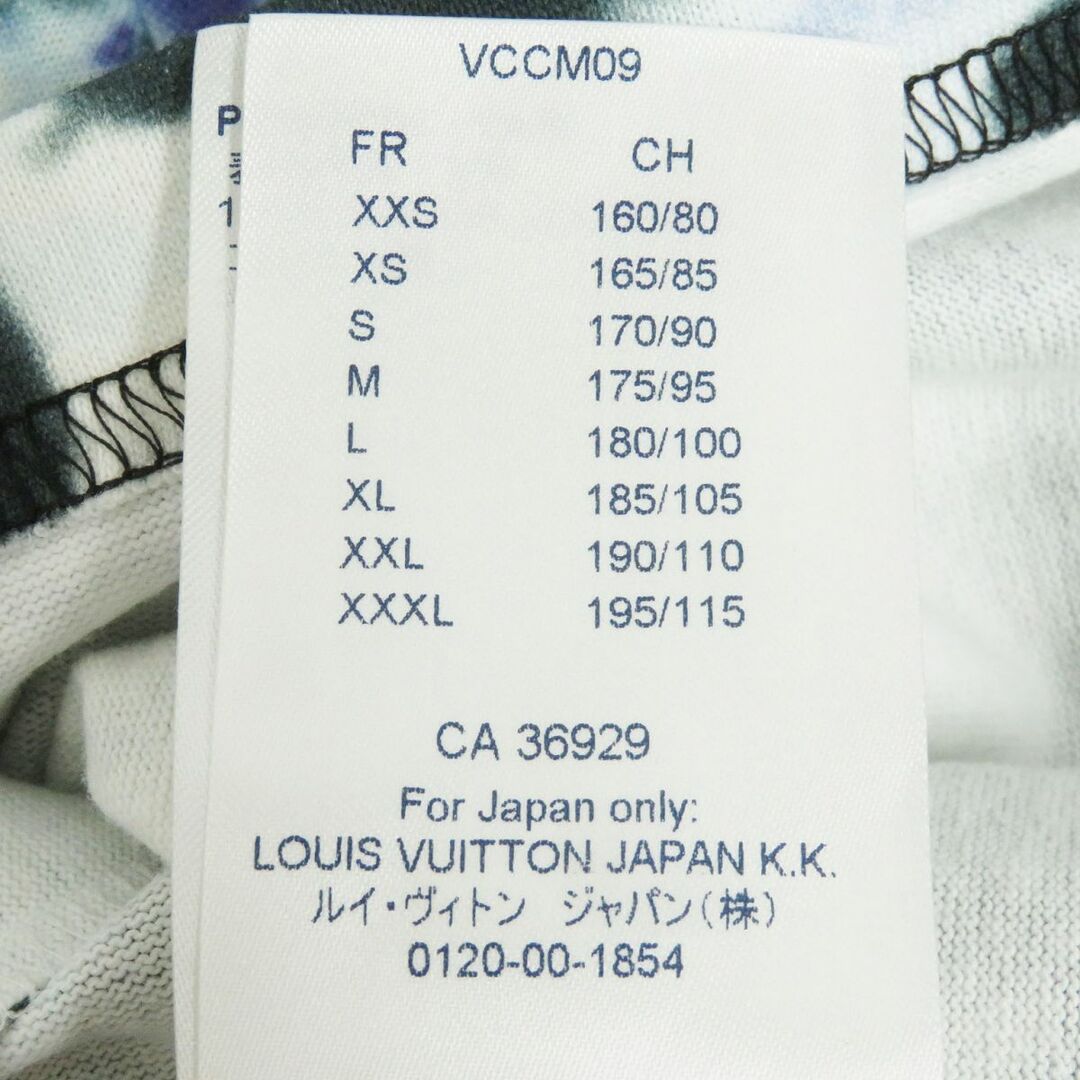 VCCM09
FR CH
XXS 160/80
XS 165/85
S 170/90
M 175/95
L 180/100
XL 185/105
XXL 190/110
XXXL 195/115
CA 36929
For Japan only:
LOUIS VUITTON JAPAN K.K.
ルイ・ヴィトン ジャパン(株)
0120-00-1854
P
1